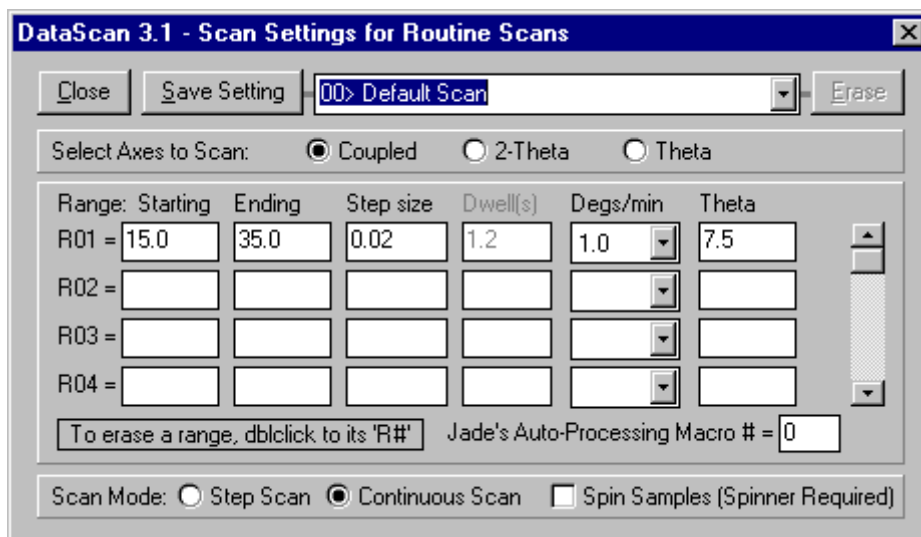 DataScan 3.1 - Scan Settings for Routine Scans
Close Save Setting 00> Default Scan Erase
Select Axes to Scan: Coupled 2-Theta Theta
Range: Starting Ending Step size Dwell(s) Degs/min Theta
R01 = 15.0 35.0 0.02 1.2 1.0 7.5
R02 =
R03 =
R04 =
To erase a range, dblclick to its 'R#' Jade's Auto-Processing Macro # = 0
Scan Mode: Step Scan Continuous Scan Spin Samples (Spinner Required)